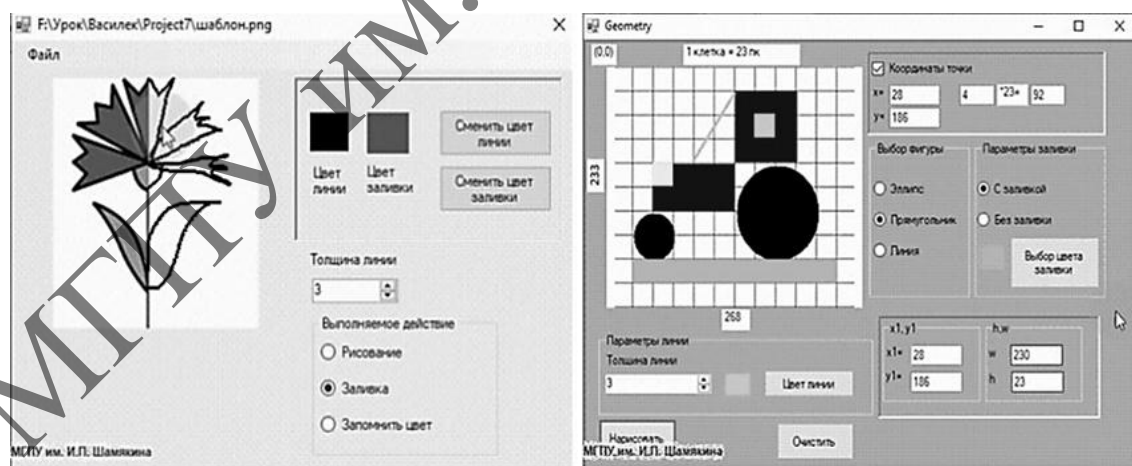 F:\Урок\Василек\Project7\шаблон.png
Файл
Цвет линии
Цвет заливки
Сменить цвет линии
Сменить цвет заливки
Толщина линии
3
Выполняемое действие
Рисование
Заливка
Запомнить цвет
МГПУ им. И.П. Шамякина
МГПУ им.
Geometry
(0,0)
1 клетка = 23 пк
233
268
Координаты точки
x= 28
4 *23= 92
y= 186
Выбор фигуры
Эллипс
Прямоугольник
Линия
Параметры заливки
С заливкой
Без заливки
Выбор цвета заливки
Параметры линии
Толщина линии
3
Цвет линии
x1,y1
x1= 28
y1= 186
h,w
w 230
h 23
Нарисовать
Очистить
МГПУ им. И.П. Шамякина